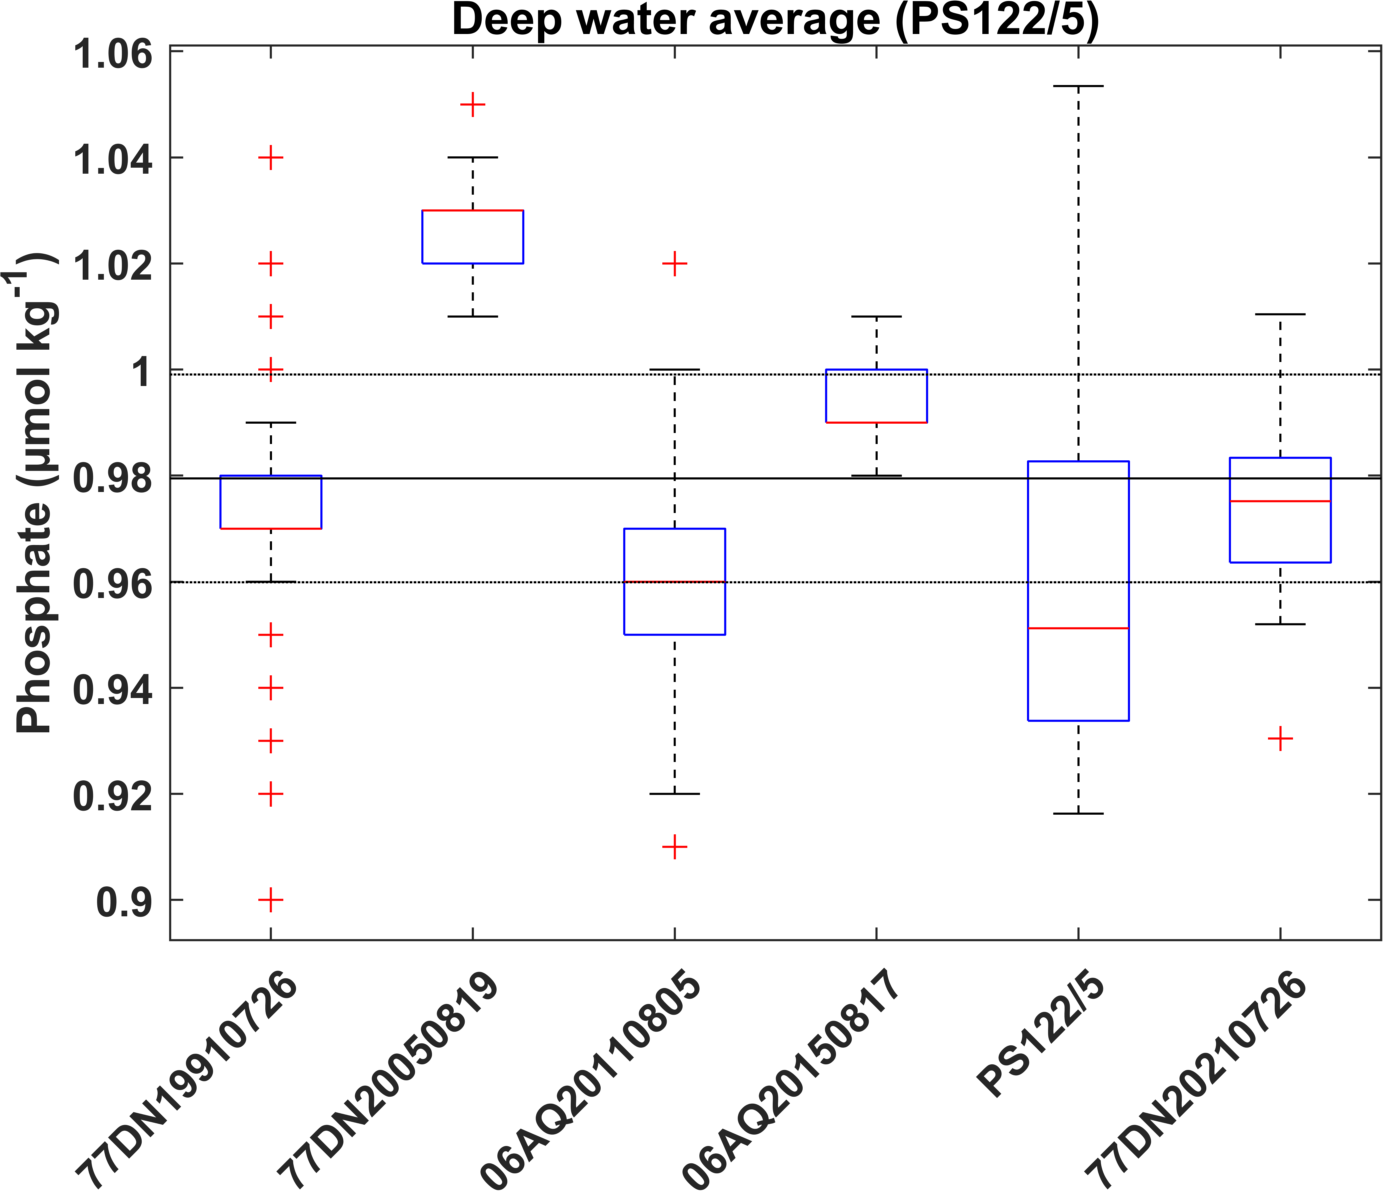 Deep water average (PS122/5)
Phosphate (μmol kg⁻¹)
1.06
1.04
1.02
1
0.98
0.96
0.94
0.92
0.9
77DN19910726
77DN20050819
06AQ20110805
06AQ20150817
PS122/5
77DN20210726